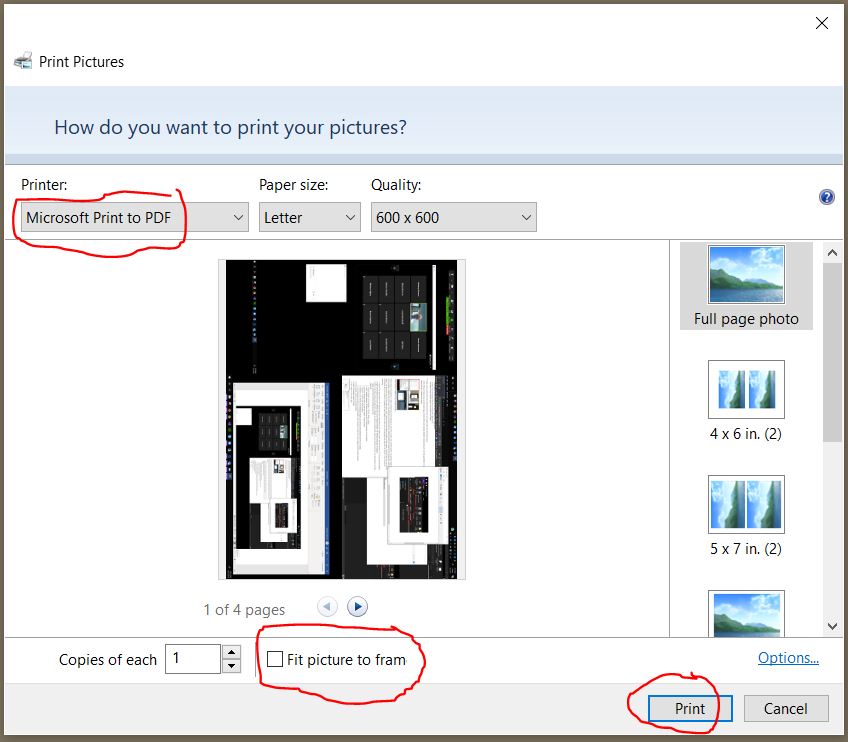 Print Pictures
How do you want to print your pictures?
Printer: Paper size: Quality:
Microsoft Print to PDF Letter 600 x 600
Full page photo
4 x 6 in. (2)
5 x 7 in. (2)
1 of 4 pages
Copies of each 1 Fit picture to fram Options...
Print Cancel